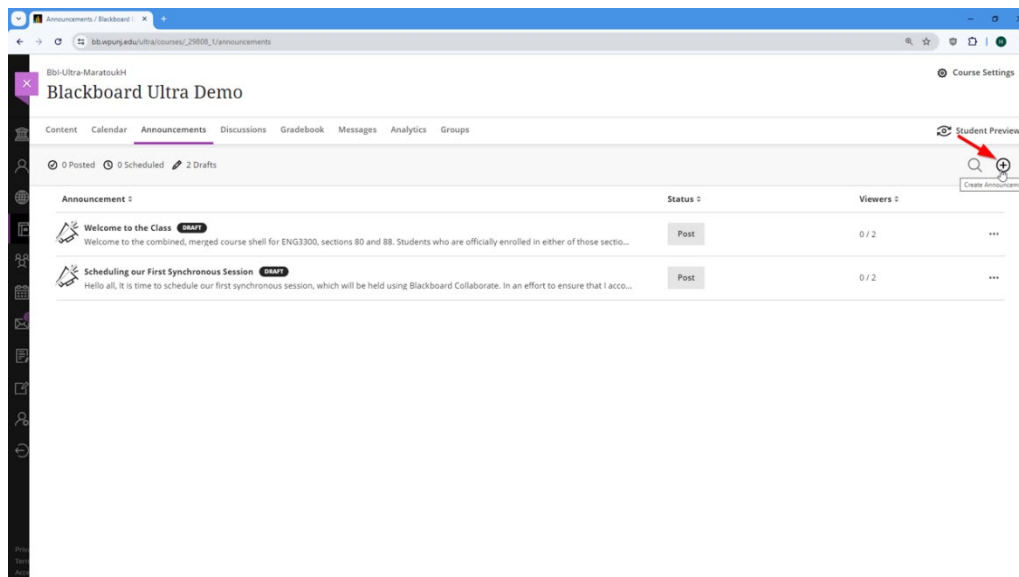 Announcements / Blackboard
bb.wpunj.edu/ultra/courses/_29808_1/announcements
Bbl-Ultra-MaratoukH
Course Settings
Blackboard Ultra Demo
Content Calendar Announcements Discussions Gradebook Messages Analytics Groups
Student Preview
0 Posted 0 Scheduled 2 Drafts
Create Announcem
Announcement Status Viewers
Welcome to the Class DRAFT
Welcome to the combined, merged course shell for ENG3300, sections 80 and 88. Students who are officially enrolled in either of those sectio...
Post
0 / 2
Scheduling our First Synchronous Session DRAFT
Hello all, It is time to schedule our first synchronous session, which will be held using Blackboard Collaborate. In an effort to ensure that I acco...
Post
0 / 2
Priva
Term
Acce